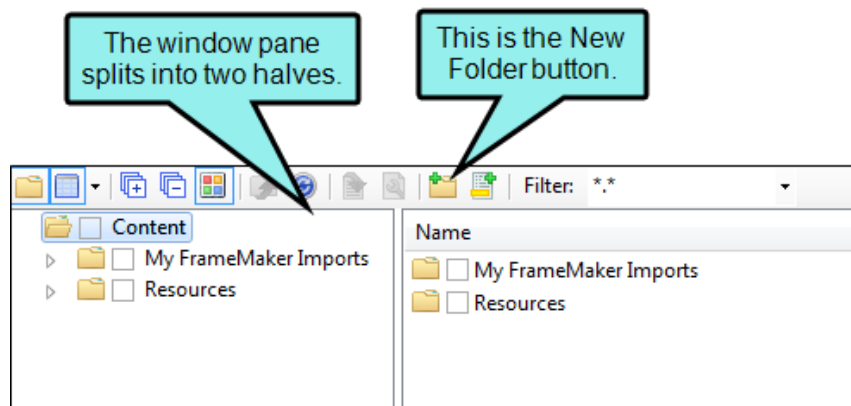 The window pane
splits into two halves.
This is the New
Folder button.
Filter: *.*
Content
My FrameMaker Imports
Resources
Name
My FrameMaker Imports
Resources